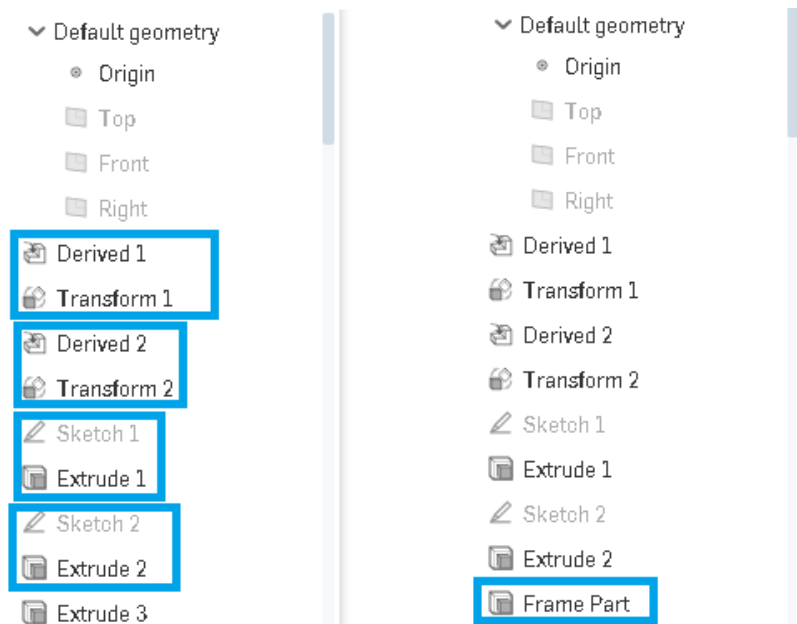 Default geometry
Origin
Top
Front
Right
Derived 1
Transform 1
Derived 2
Transform 2
Sketch 1
Extrude 1
Sketch 2
Extrude 2
Extrude 3
Default geometry
Origin
Top
Front
Right
Derived 1
Transform 1
Derived 2
Transform 2
Sketch 1
Extrude 1
Sketch 2
Extrude 2
Frame Part